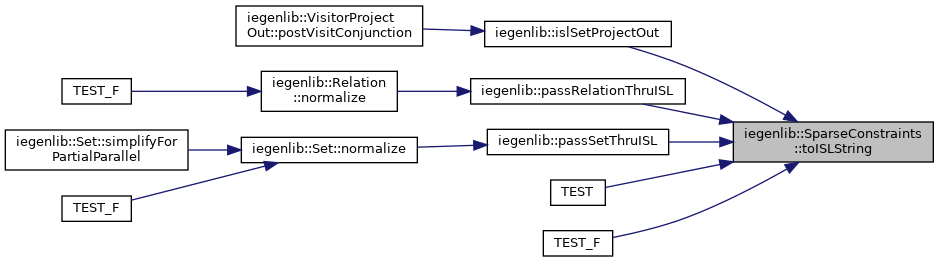 iegenlib::VisitorProject
Out::postVisitConjunction
iegenlib::islSetProjectOut
TEST_F
iegenlib::Relation
::normalize
iegenlib::passRelationThruISL
iegenlib::SparseConstraints
::toISLString
iegenlib::Set::simplifyFor
PartialParallel
iegenlib::Set::normalize
iegenlib::passSetThruISL
TEST_F
TEST
TEST_F